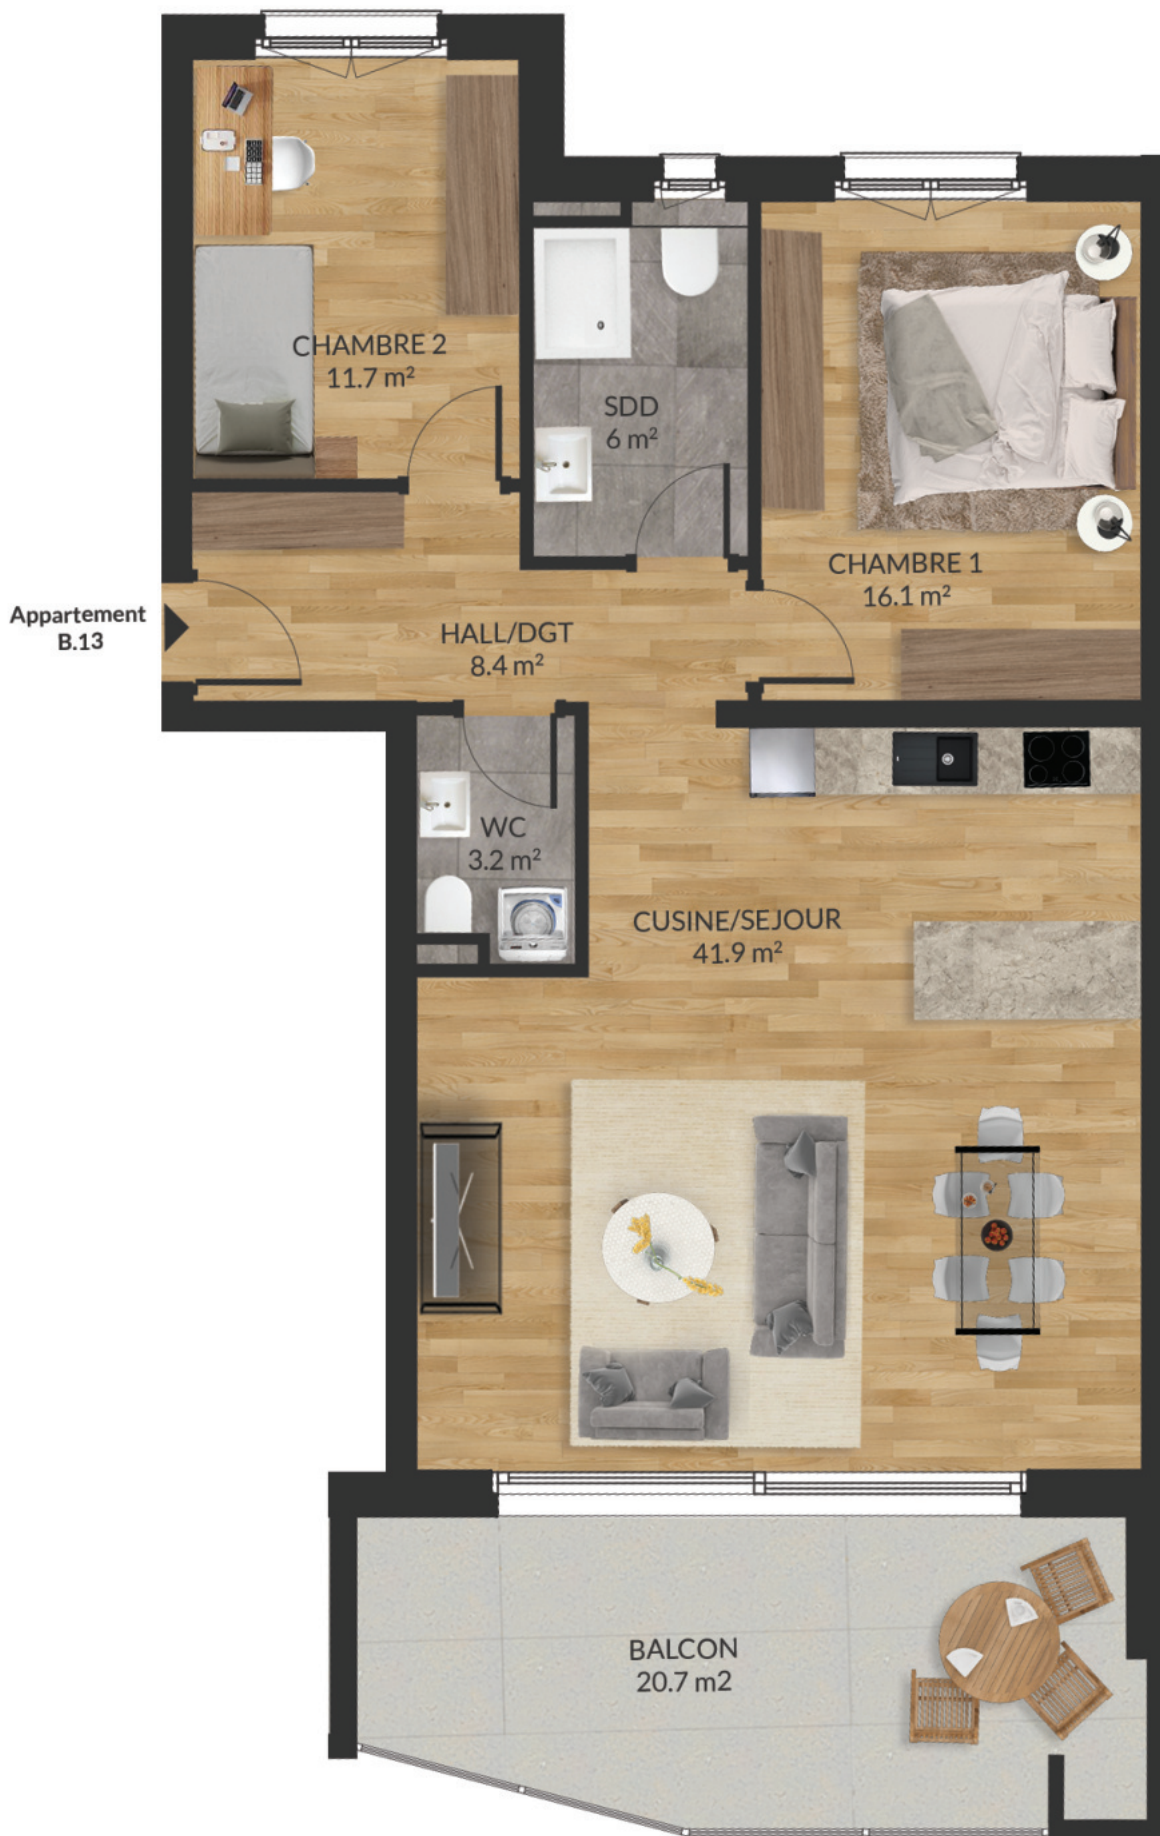 CHAMBRE 2
11.7 m²
SDD
6 m²
CHAMBRE 1
16.1 m²
Appartement
B.13
HALL/DGT
8.4 m²
WC
3.2 m²
CUSINE/SEJOUR
41.9 m²
BALCON
20.7 m2